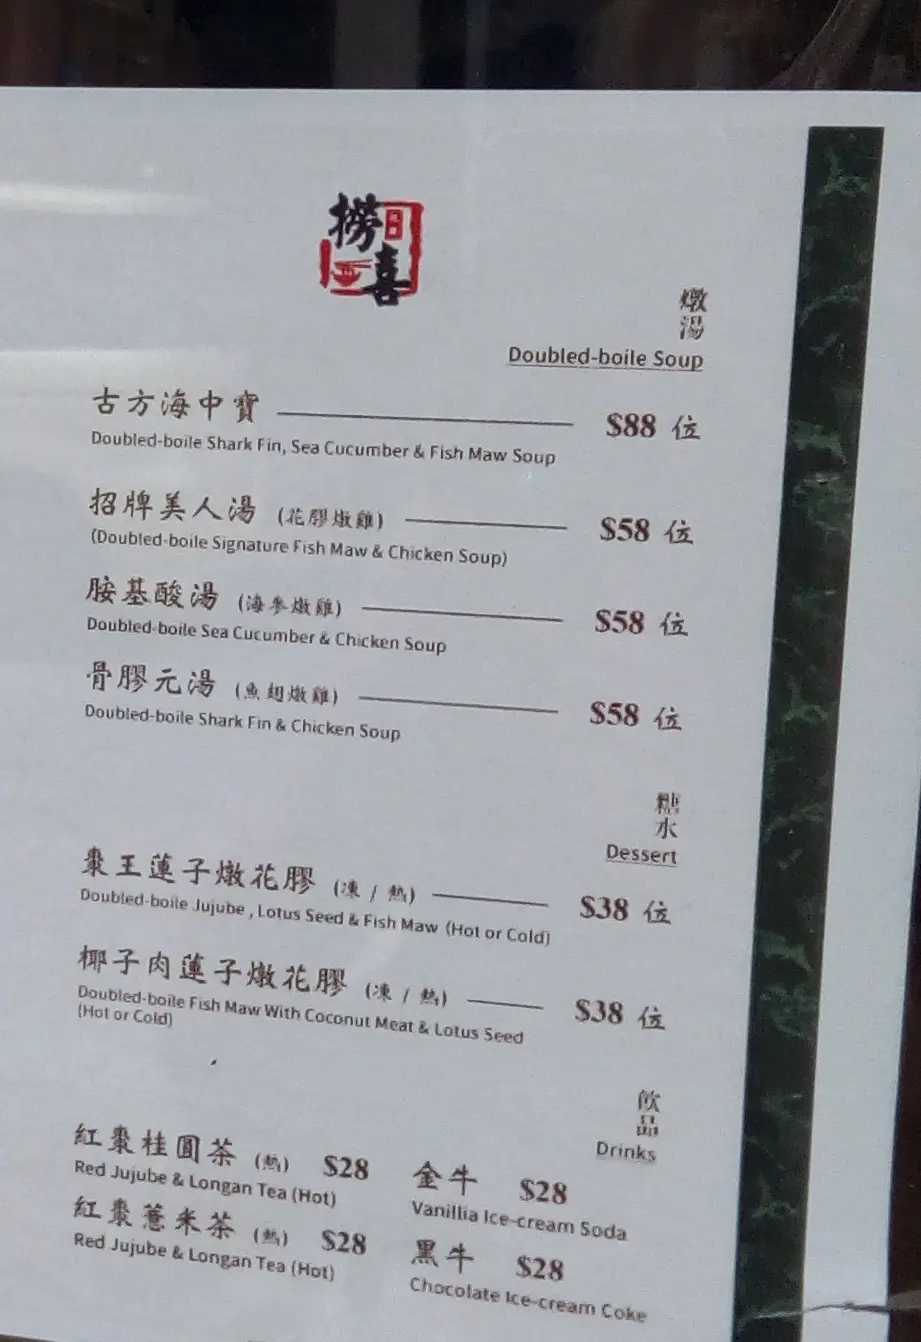 撈喜
燉湯
Doubled-boile Soup
古方海中寶 $88 位
Doubled-boile Shark Fin, Sea Cucumber & Fish Maw Soup
招牌美人湯 (花膠燉雞) $58 位
(Doubled-boile Signature Fish Maw & Chicken Soup)
胺基酸湯 (海參燉雞) $58 位
Doubled-boile Sea Cucumber & Chicken Soup
骨膠元湯 (魚翅燉雞) $58 位
Doubled-boile Shark Fin & Chicken Soup
糖水
Dessert
棗王蓮子燉花膠 (凍 / 熱) $38 位
Doubled-boile Jujube , Lotus Seed & Fish Maw (Hot or Cold)
椰子肉蓮子燉花膠 (凍 / 熱) $38 位
Doubled-boile Fish Maw With Coconut Meat & Lotus Seed
(Hot or Cold)
飲品
Drinks
紅棗桂圓茶 (熱) $28
Red Jujube & Longan Tea (Hot)
紅棗薏米茶 (熱) $28
Red Jujube & Longan Tea (Hot)
金牛 $28
Vanillia Ice-cream Soda
黑牛 $28
Chocolate Ice-cream Coke